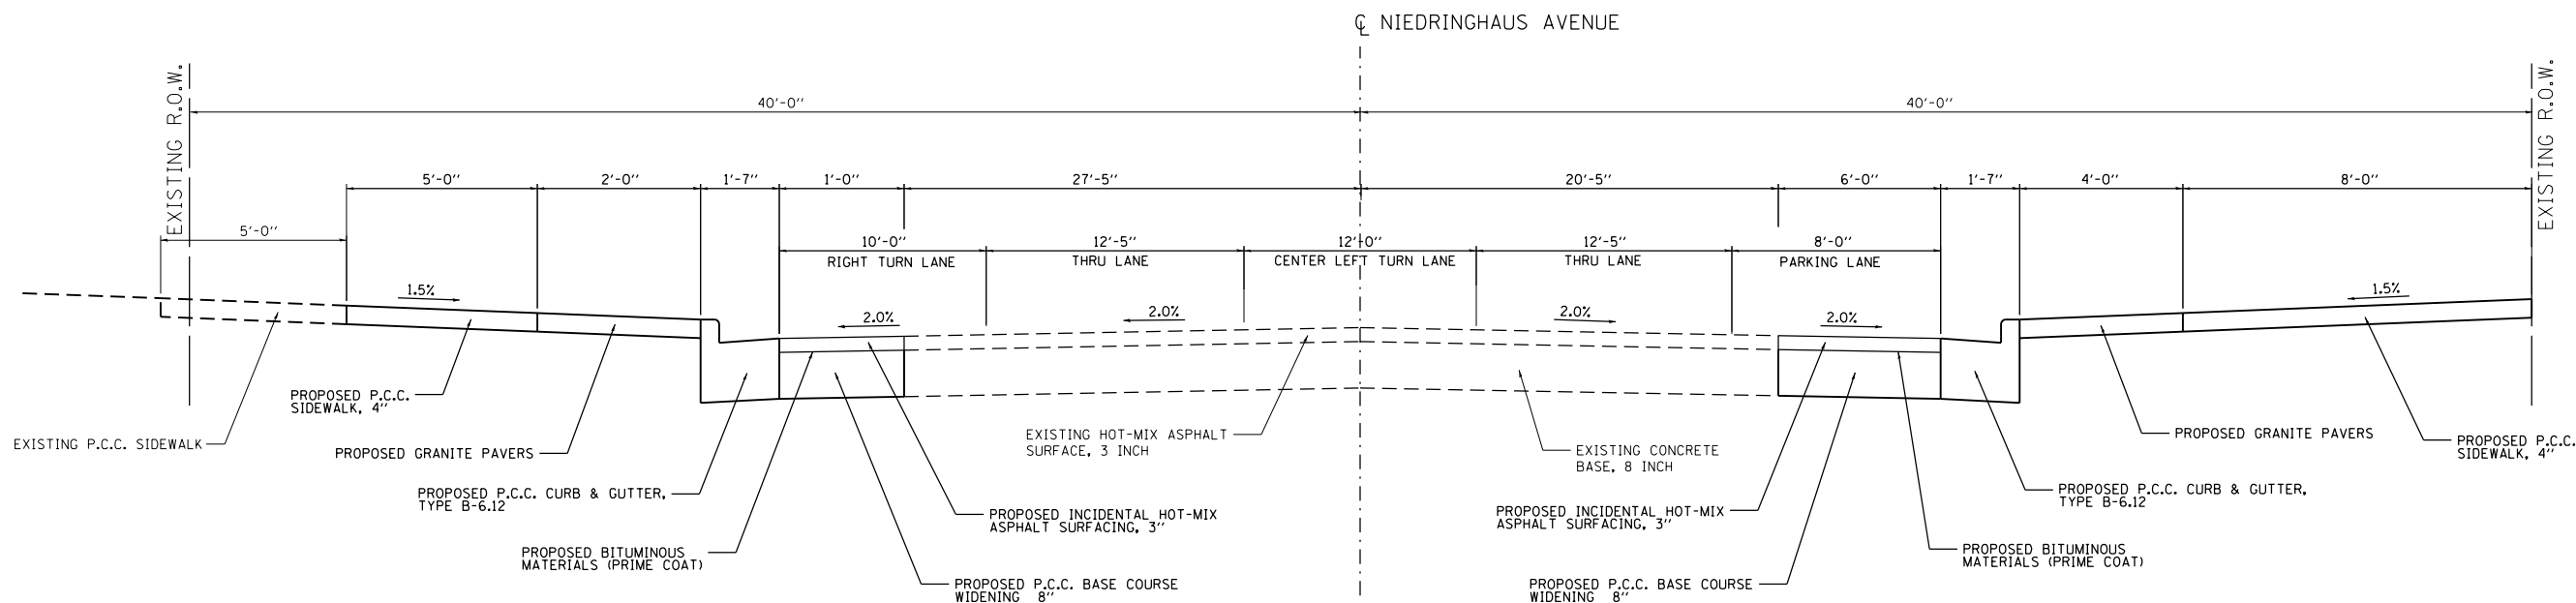 ℄ NIEDRINGHAUS AVENUE
EXISTING R.O.W.
EXISTING R.O.W.
40'-0"
40'-0"
5'-0"
2'-0"
1'-7"
1'-0"
27'-5"
20'-5"
6'-0"
1'-7"
4'-0"
8'-0"
5'-0"
10'-0"
RIGHT TURN LANE
12'-5"
THRU LANE
12'-0"
CENTER LEFT TURN LANE
12'-5"
THRU LANE
8'-0"
PARKING LANE
1.5%
2.0%
2.0%
2.0%
2.0%
1.5%
PROPOSED P.C.C.
SIDEWALK, 4"
EXISTING P.C.C. SIDEWALK
PROPOSED GRANITE PAVERS
PROPOSED P.C.C. CURB & GUTTER,
TYPE B-6.12
PROPOSED BITUMINOUS
MATERIALS (PRIME COAT)
PROPOSED INCIDENTAL HOT-MIX
ASPHALT SURFACING, 3"
PROPOSED P.C.C. BASE COURSE
WIDENING 8"
EXISTING HOT-MIX ASPHALT
SURFACE, 3 INCH
EXISTING CONCRETE
BASE, 8 INCH
PROPOSED INCIDENTAL HOT-MIX
ASPHALT SURFACING, 3"
PROPOSED P.C.C. BASE COURSE
WIDENING 8"
PROPOSED BITUMINOUS
MATERIALS (PRIME COAT)
PROPOSED P.C.C. CURB & GUTTER,
TYPE B-6.12
PROPOSED GRANITE PAVERS
PROPOSED P.C.C.
SIDEWALK, 4"